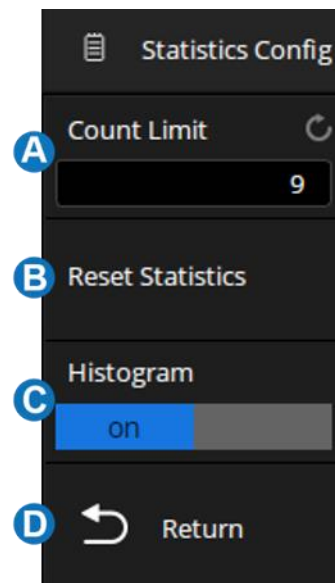 Statistics Config
A
Count Limit
9
B
Reset Statistics
Histogram
C
on
D
Return